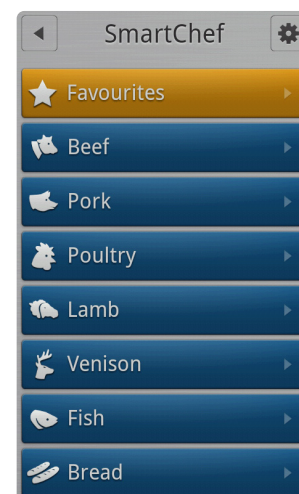 SmartChef
Favourites
Beef
Pork
Poultry
Lamb
Venison
Fish
Bread